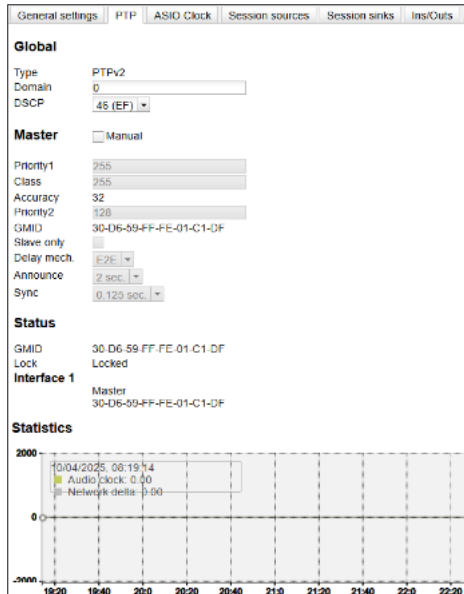 General settings PTP ASIO Clock Session sources Session sinks Ins/Outs
Global
Type PTPv2
Domain 0
DSCP 46 (EF)
Master Manual
Priority1 255
Class 255
Accuracy 32
Priority2 128
GMID 30-D6-59-FF-FE-01-C1-DF
Slave only
Delay mech. E2E
Announce 2 sec.
Sync 0.125 sec.
Status
GMID 30-D6-59-FF-FE-01-C1-DF
Lock Locked
Interface 1
Master
30-D6-59-FF-FE-01-C1-DF
Statistics
2000
10/04/2025, 08:19:14
Audio clock: 0.00
Network delta: 0.00
0
-2000
19:20 19:40 20:0 20:20 20:40 21:0 21:20 21:40 22:0 22:20